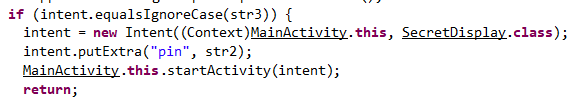 if (intent.equalsIgnoreCase(str3)) {
intent = new Intent((Context)MainActivity.this, SecretDisplay.class);
intent.putExtra("pin", str2);
MainActivity.this.startActivity(intent);
return;